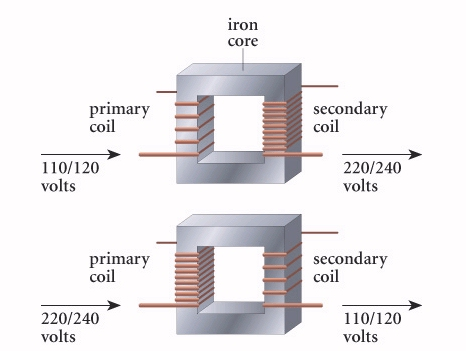 iron
core
primary
coil
secondary
coil
110/120
volts
220/240
volts
primary
coil
secondary
coil
220/240
volts
110/120
volts